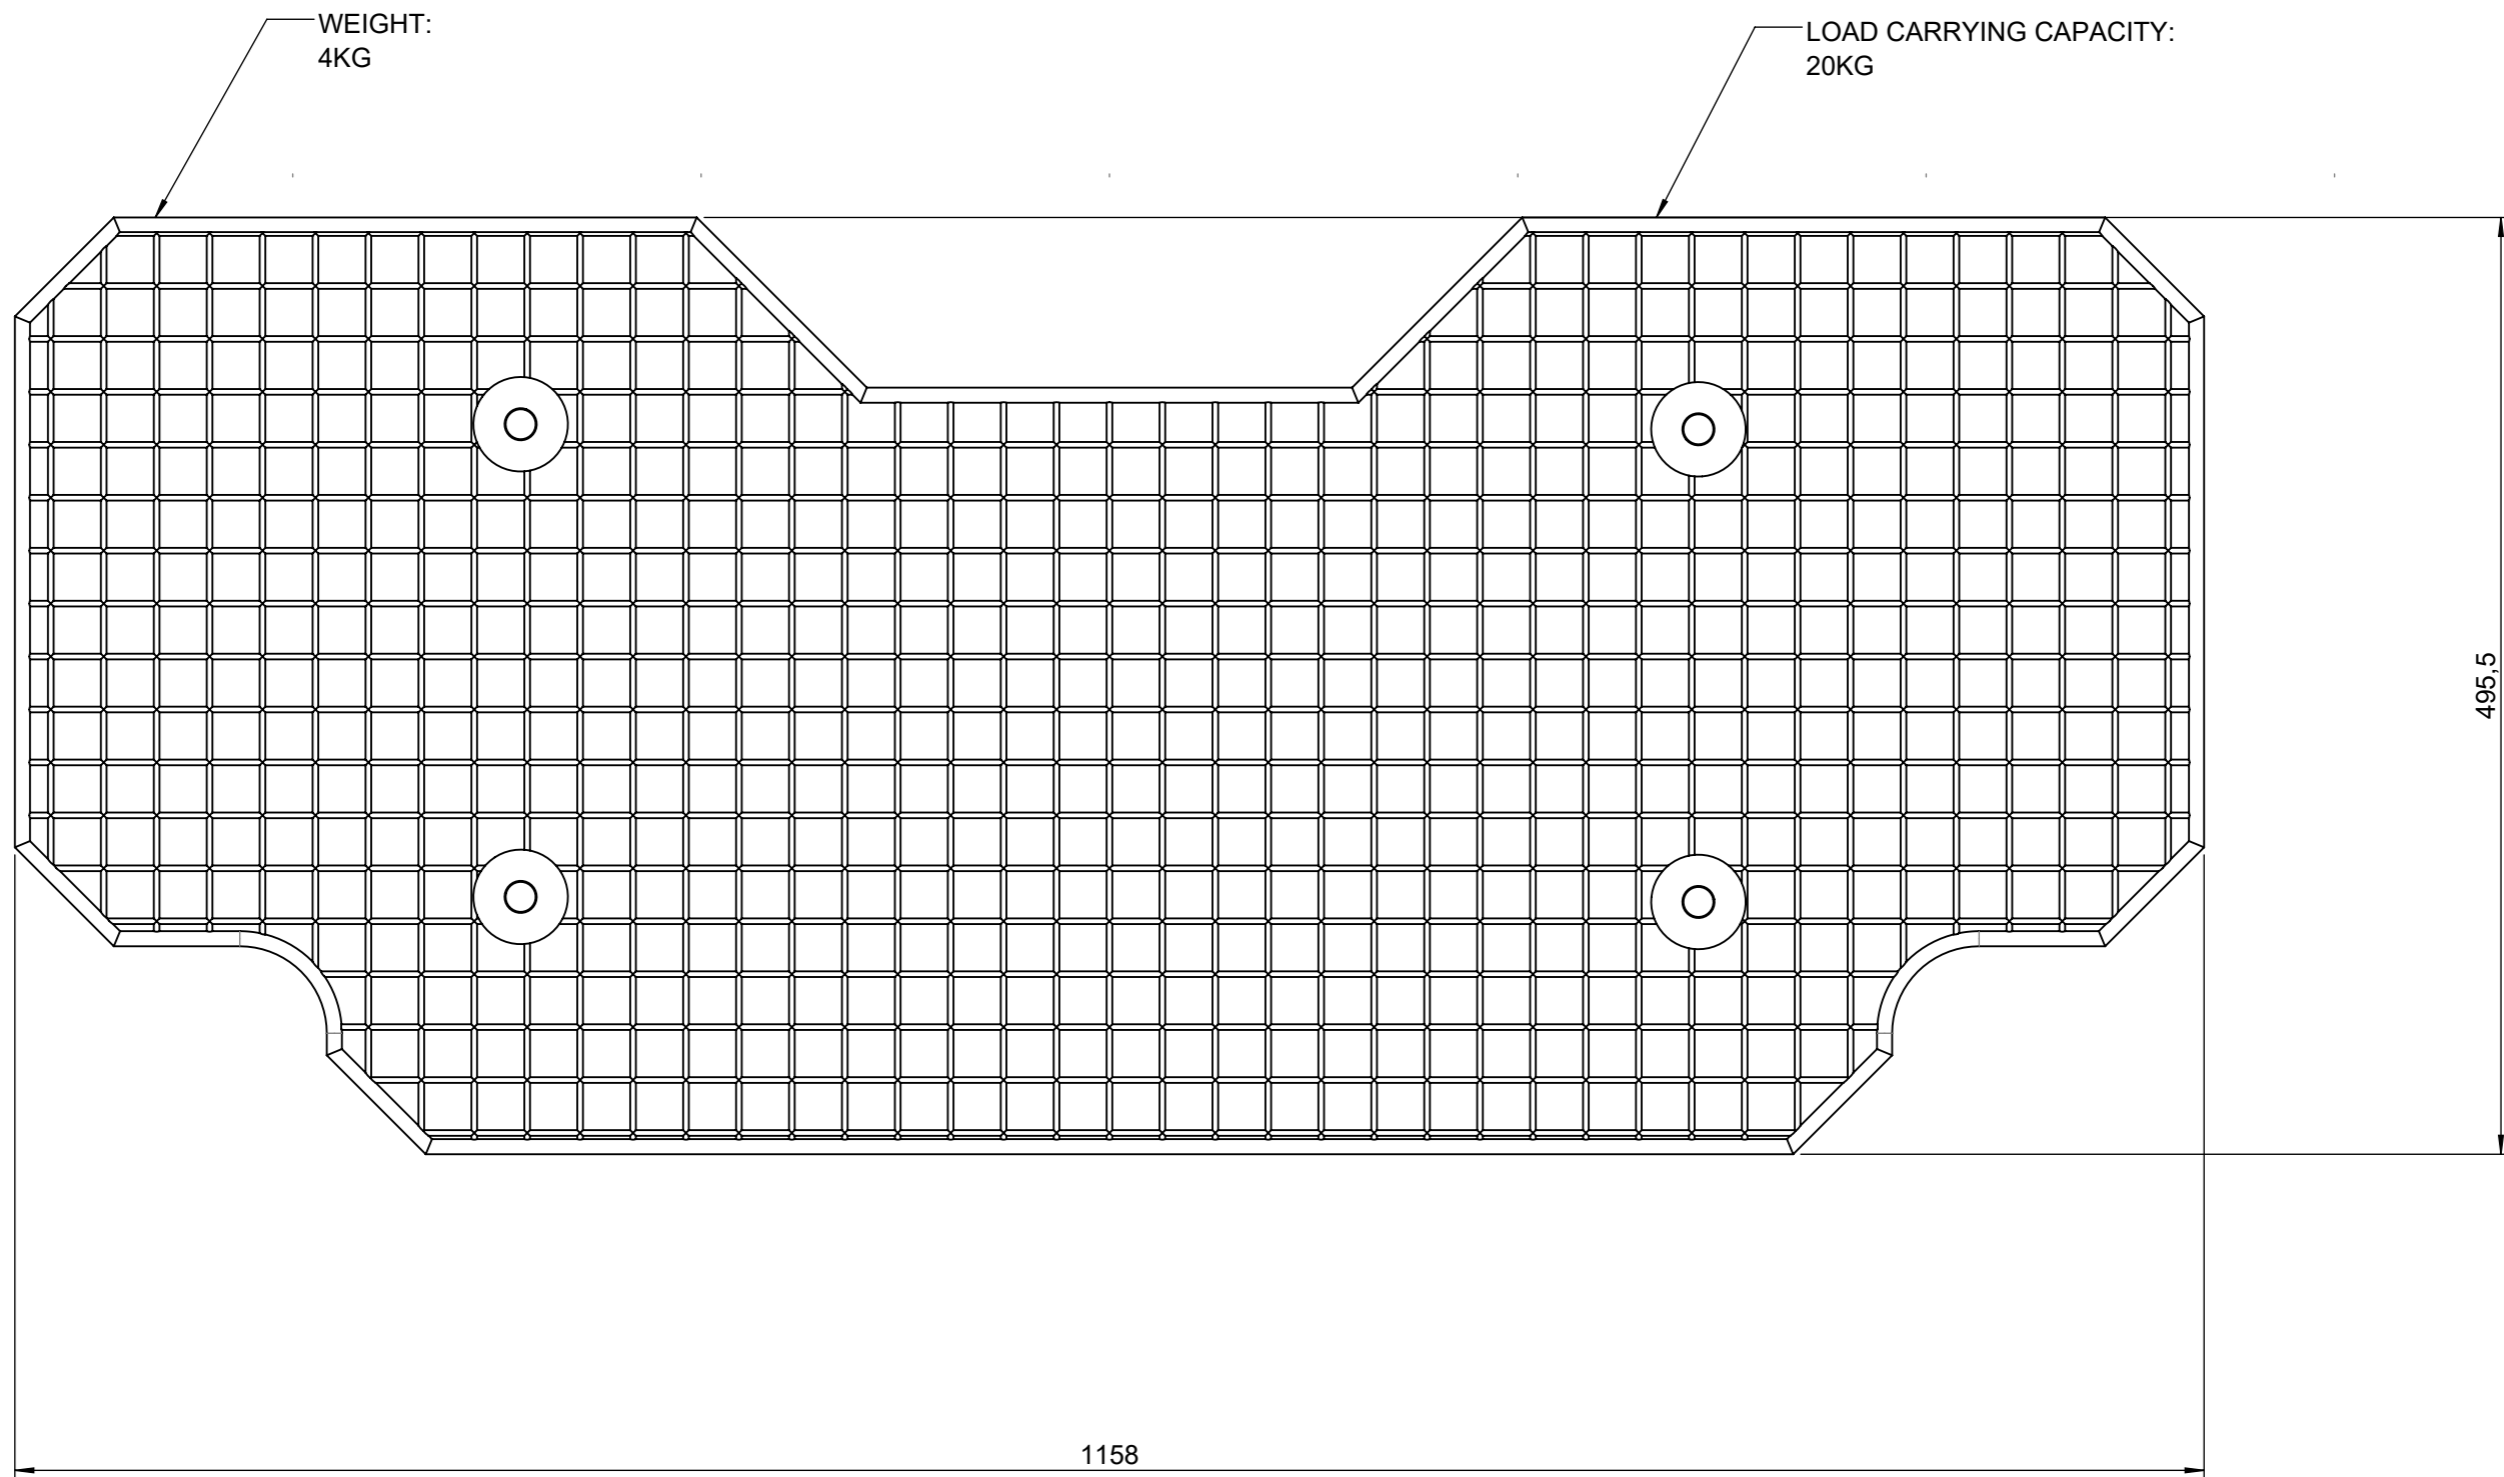 WEIGHT:
4KG
LOAD CARRYING CAPACITY:
20KG
495,5
1158